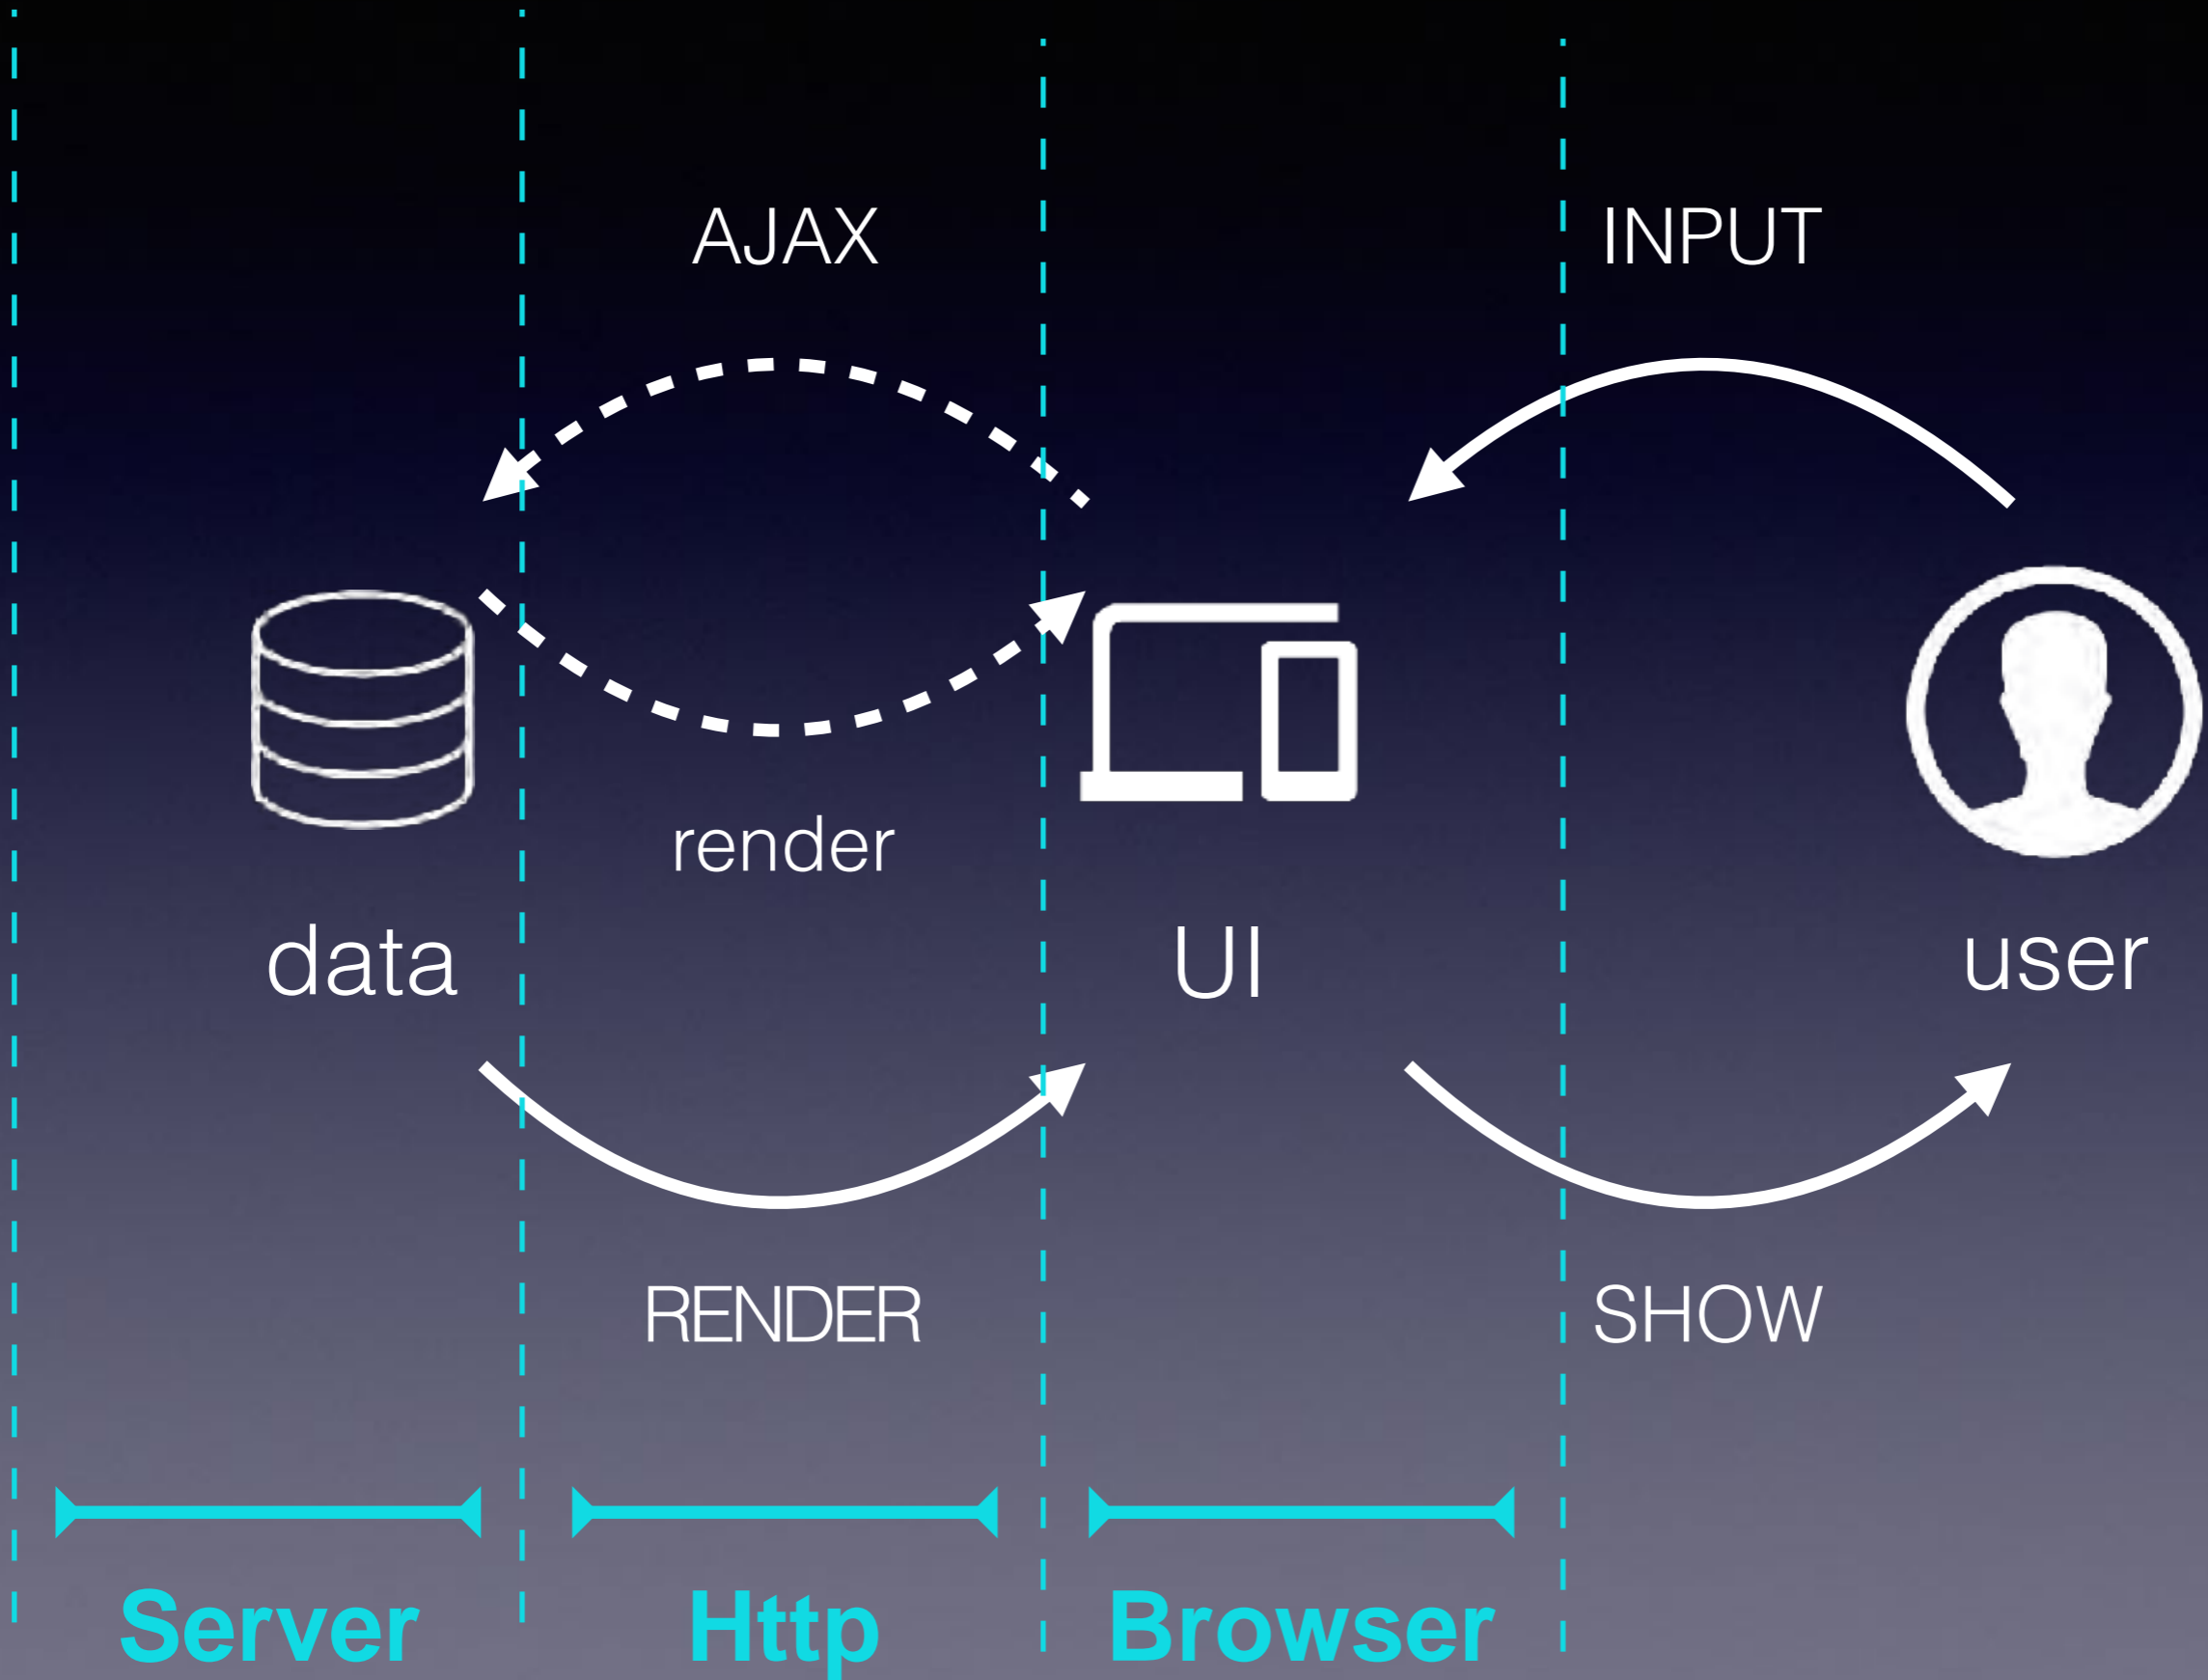 AJAX
INPUT
render
data
UI
user
RENDER
SHOW
Server
Http
Browser